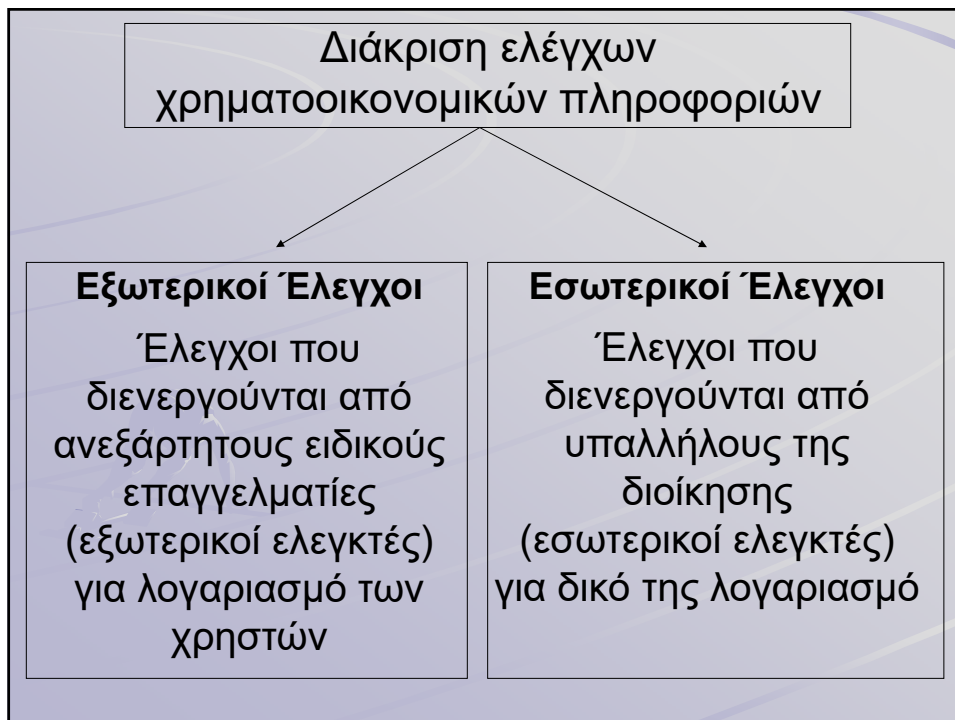 Διάκριση ελέγχων
χρηματοοικονομικών πληροφοριών
Εξωτερικοί Έλεγχοι
Έλεγχοι που
διενεργούνται από
ανεξάρτητους ειδικούς
επαγγελματίες
(εξωτερικοί ελεγκτές)
για λογαριασμό των
χρηστών
Εσωτερικοί Έλεγχοι
Έλεγχοι που
διενεργούνται από
υπαλλήλους της
διοίκησης
(εσωτερικοί ελεγκτές)
για δικό της λογαριασμό